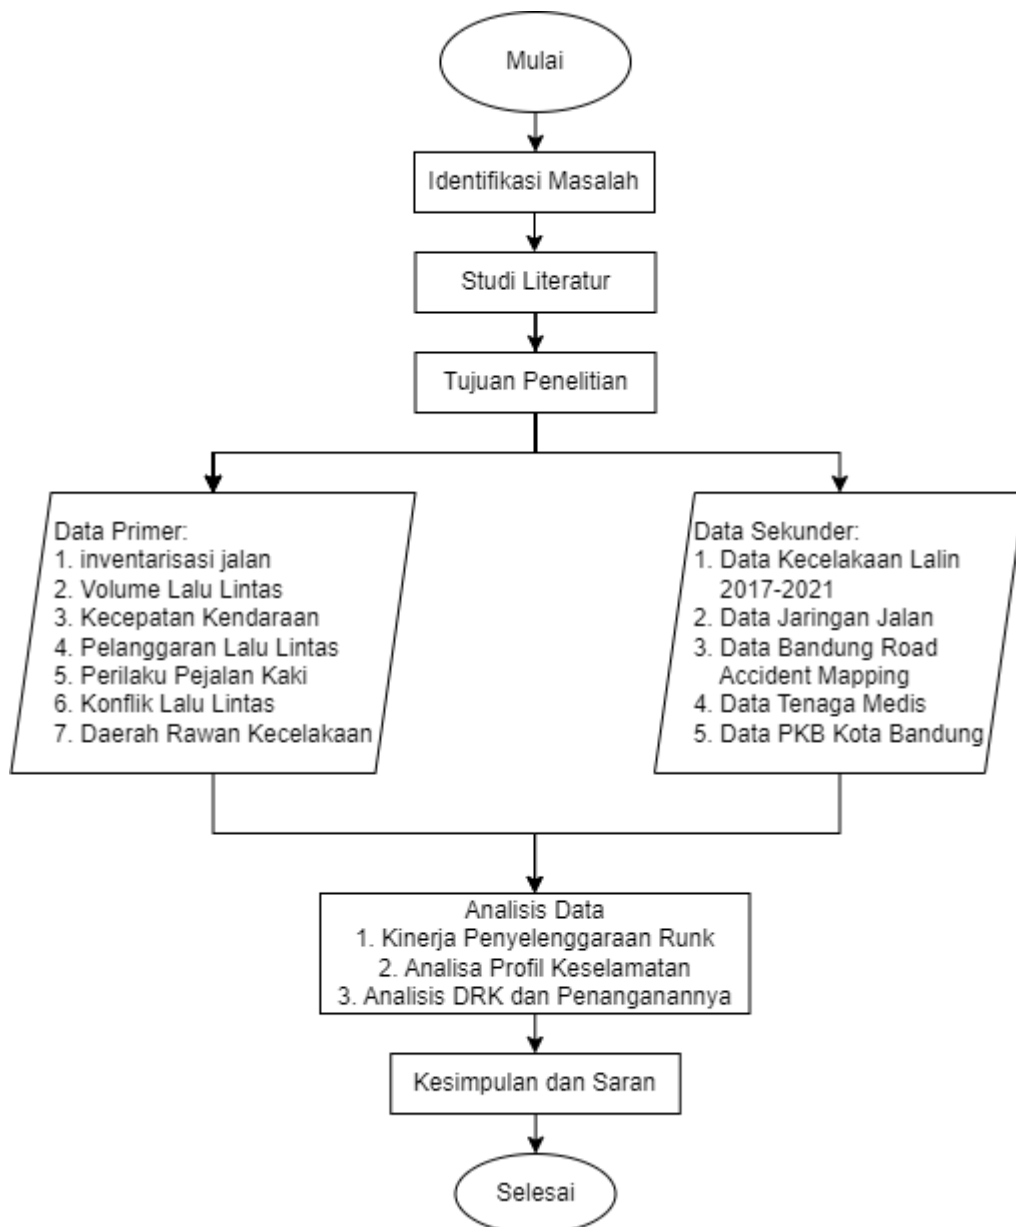 Mulai
Identifikasi Masalah
Studi Literatur
Tujuan Penelitian
Data Primer:
1. inventarisasi jalan
2. Volume Lalu Lintas
3. Kecepatan Kendaraan
4. Pelanggaran Lalu Lintas
5. Perilaku Pejalan Kaki
6. Konflik Lalu Lintas
7. Daerah Rawan Kecelakaan
Data Sekunder:
1. Data Kecelakaan Lalin
2017-2021
2. Data Jaringan Jalan
3. Data Bandung Road
Accident Mapping
4. Data Tenaga Medis
5. Data PKB Kota Bandung
Analisis Data
1. Kinerja Penyelenggaraan Runk
2. Analisa Profil Keselamatan
3. Analisis DRK dan Penanganannya
Kesimpulan dan Saran
Selesai